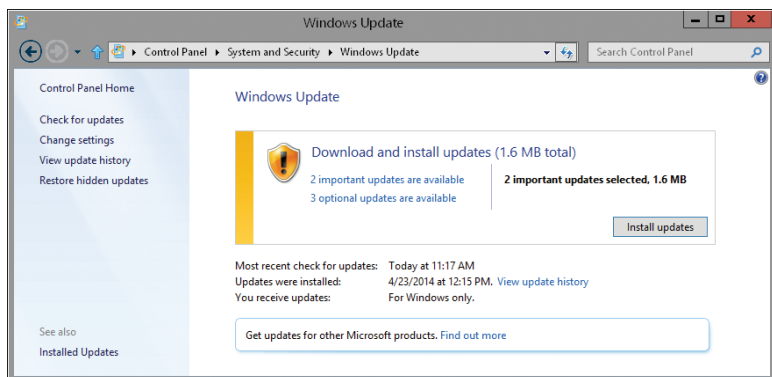 Windows Update
Control Panel ▸ System and Security ▸ Windows Update
Search Control Panel
Control Panel Home
Check for updates
Change settings
View update history
Restore hidden updates
See also
Installed Updates
Windows Update
Download and install updates (1.6 MB total)
2 important updates are available
3 optional updates are available
2 important updates selected, 1.6 MB
Install updates
Most recent check for updates: Today at 11:17 AM
Updates were installed: 4/23/2014 at 12:15 PM. View update history
You receive updates: For Windows only.
Get updates for other Microsoft products. Find out more